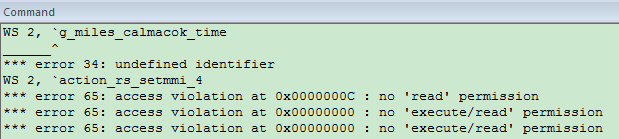 Command
WS 2, `g_miles_calmacok_time
______^
*** error 34: undefined identifier
WS 2, `action_rs_setmmi_4
*** error 65: access violation at 0x0000000C : no 'read' permission
*** error 65: access violation at 0x00000000 : no 'execute/read' permission
*** error 65: access violation at 0x00000000 : no 'execute/read' permission